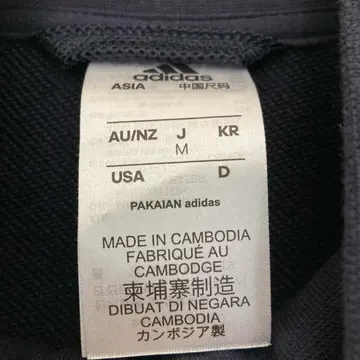 adidas
ASIA 中国尺码
AU/NZ J KR
M
USA D
PAKAIAN adidas
MADE IN CAMBODIA
FABRIQUÉ AU
CAMBODGE
柬埔寨制造
DIBUAT DI NEGARA
CAMBODIA
カンボジア製